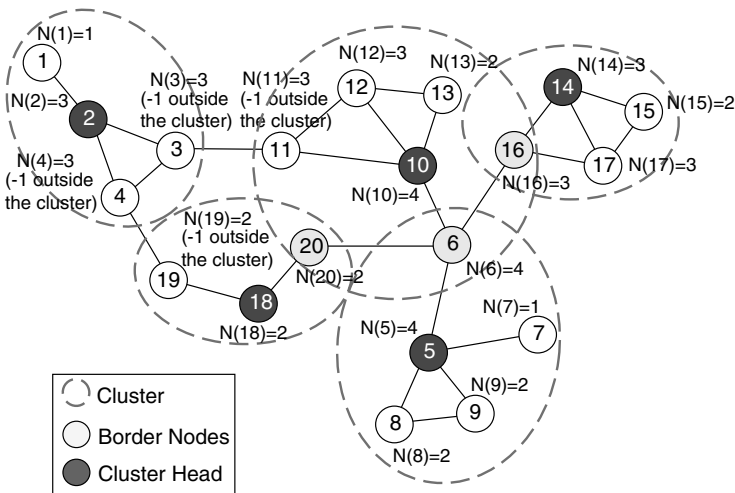 N(1)=1
1
N(2)=3
2
N(3)=3
(-1 outside
the cluster)
3
N(4)=3
(-1 outside
the cluster)
4
N(11)=3
(-1 outside
the cluster)
11
N(12)=3
12
N(13)=2
13
10
N(10)=4
N(14)=3
14
15
N(15)=2
16
N(16)=3
17
N(17)=3
N(19)=2
(-1 outside
the cluster)
19
20
N(20)=2
18
N(18)=2
6
N(6)=4
N(5)=4
5
N(7)=1
7
N(9)=2
9
8
N(8)=2
Cluster
Border Nodes
Cluster Head